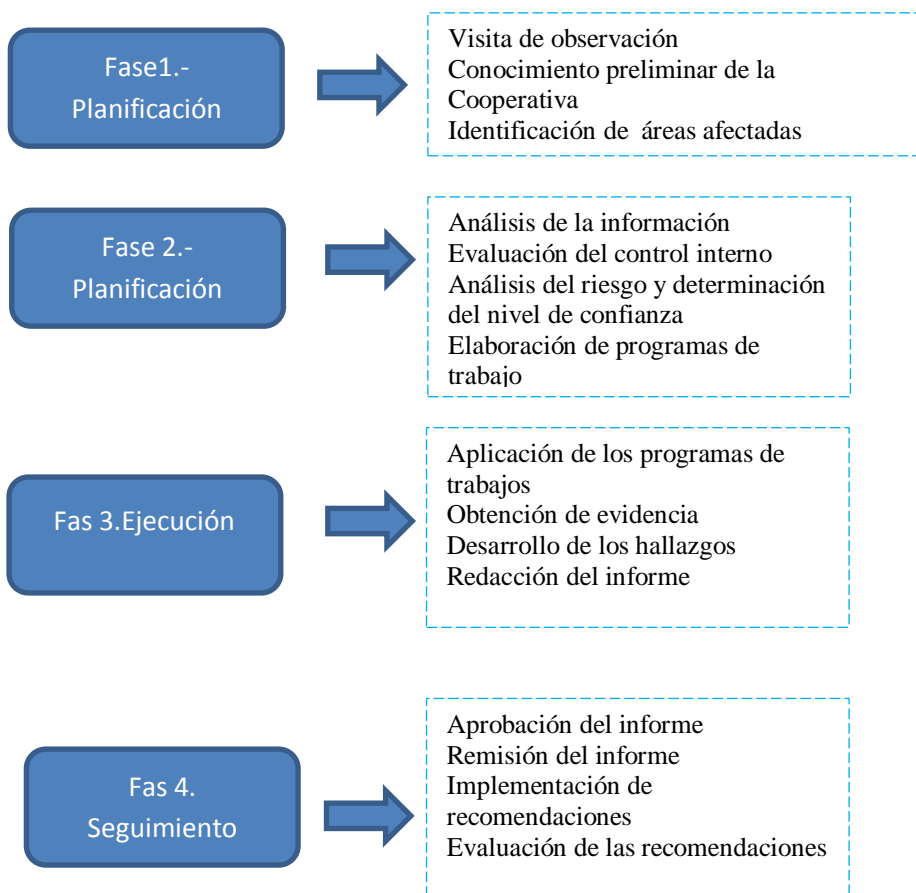 Fase1.-
Planificación
Visita de observación
Conocimiento preliminar de la
Cooperativa
Identificación de áreas afectadas
Fase 2.-
Planificación
Análisis de la información
Evaluación del control interno
Análisis del riesgo y determinación
del nivel de confianza
Elaboración de programas de
trabajo
Fas 3.Ejecución
Aplicación de los programas de
trabajos
Obtención de evidencia
Desarrollo de los hallazgos
Redacción del informe
Fas 4.
Seguimiento
Aprobación del informe
Remisión del informe
Implementación de
recomendaciones
Evaluación de las recomendaciones